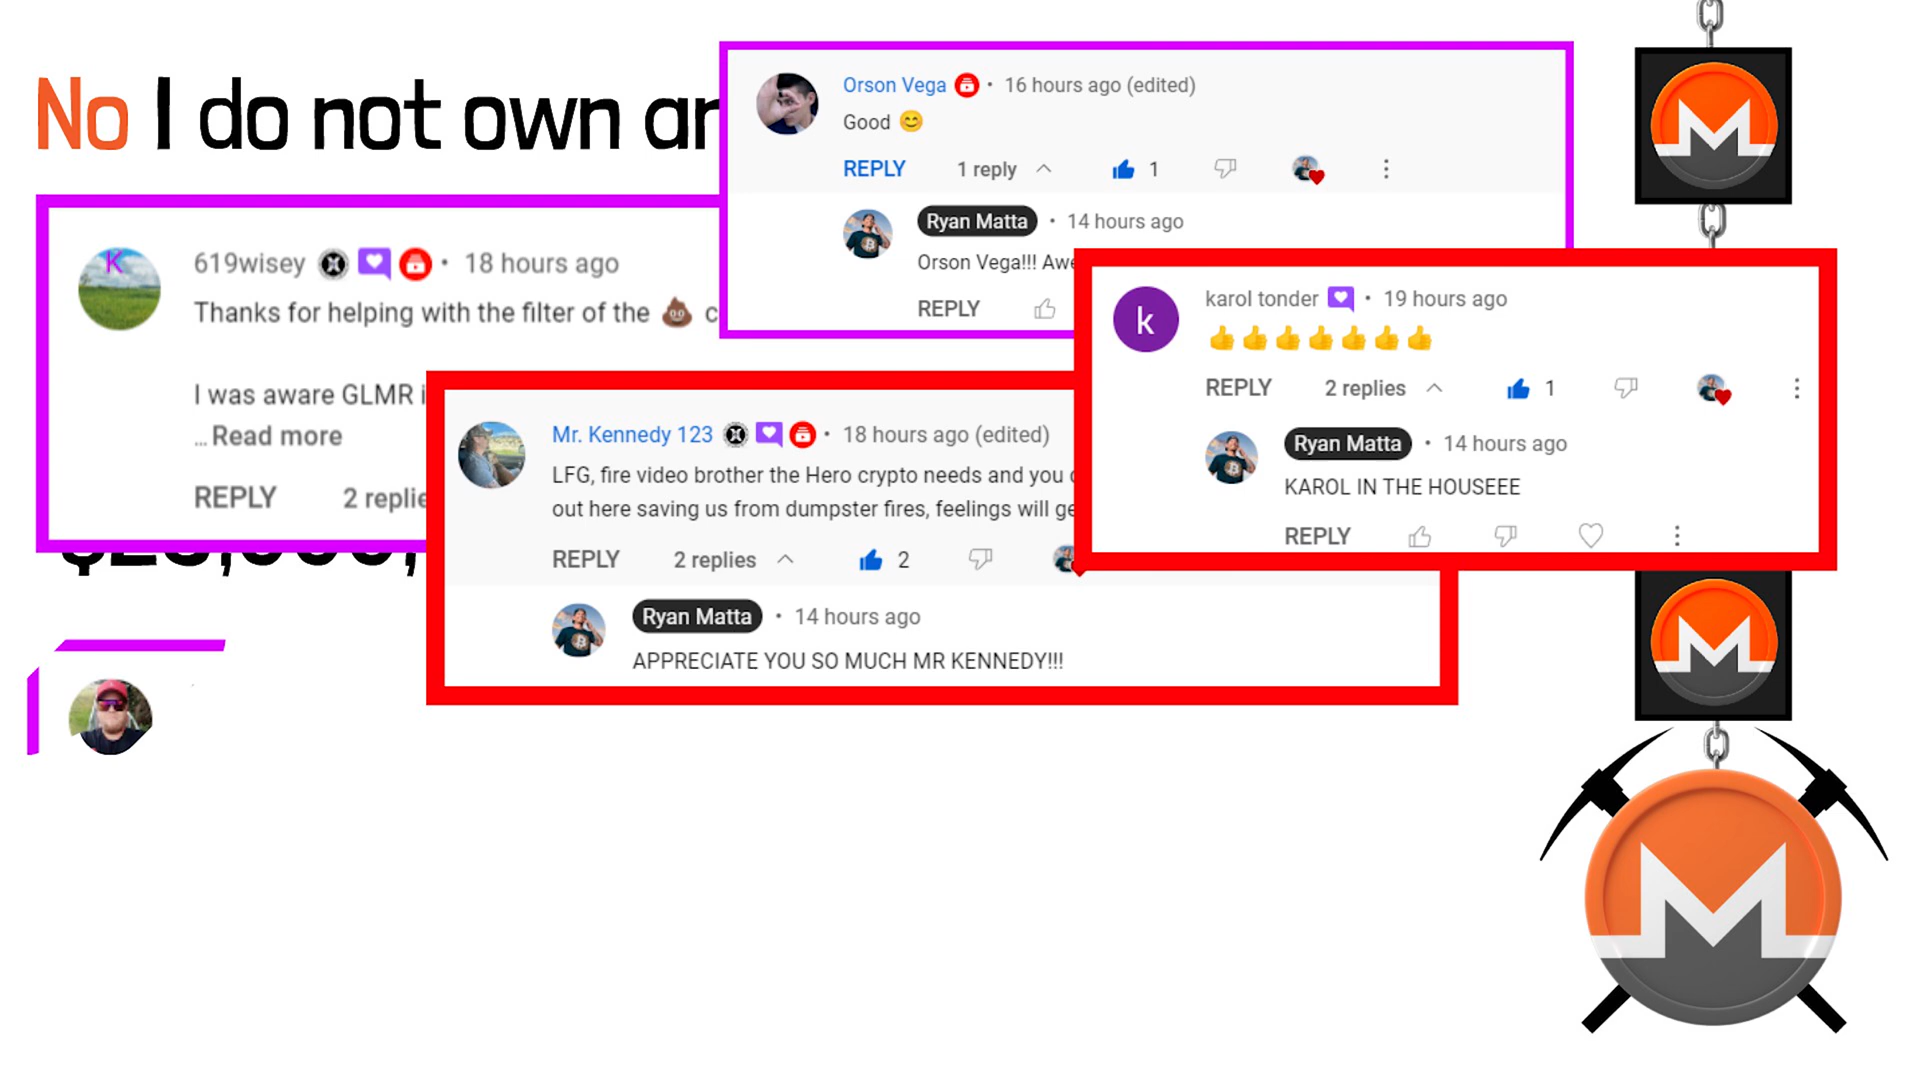 No I do not own
Orson Vega • 16 hours ago (edited)
Good 😊
REPLY 1 reply 1
Ryan Matta • 14 hours ago
Orson Vega!!!
REPLY
619wisey • 18 hours ago
Thanks for helping with the filter of the 💩
I was aware GLMR
...Read more
REPLY 2
karol tonder • 19 hours ago
👍👍👍👍👍👍👍
REPLY 2 replies 1
Ryan Matta • 14 hours ago
KAROL IN THE HOUSEEE
REPLY
Mr. Kennedy 123 • 18 hours ago (edited)
LFG, fire video brother the Hero crypto needs and you
out here saving us from dumpster fires, feelings will
REPLY 2 replies 2
Ryan Matta • 14 hours ago
APPRECIATE YOU SO MUCH MR KENNEDY!!!
K
k